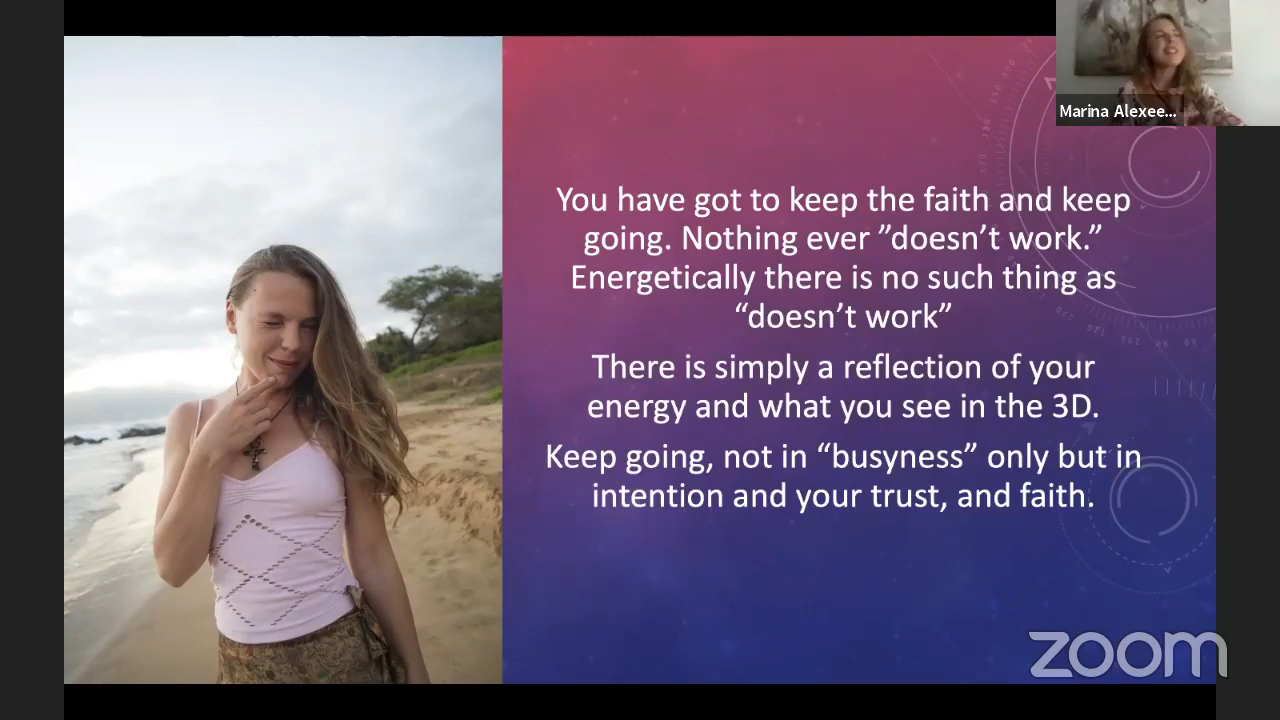 Marina Alexee...
You have got to keep the faith and keep
going. Nothing ever ”doesn’t work.”
Energetically there is no such thing as
“doesn’t work”
There is simply a reflection of your
energy and what you see in the 3D.
Keep going, not in “busyness” only but in
intention and your trust, and faith.
zoom